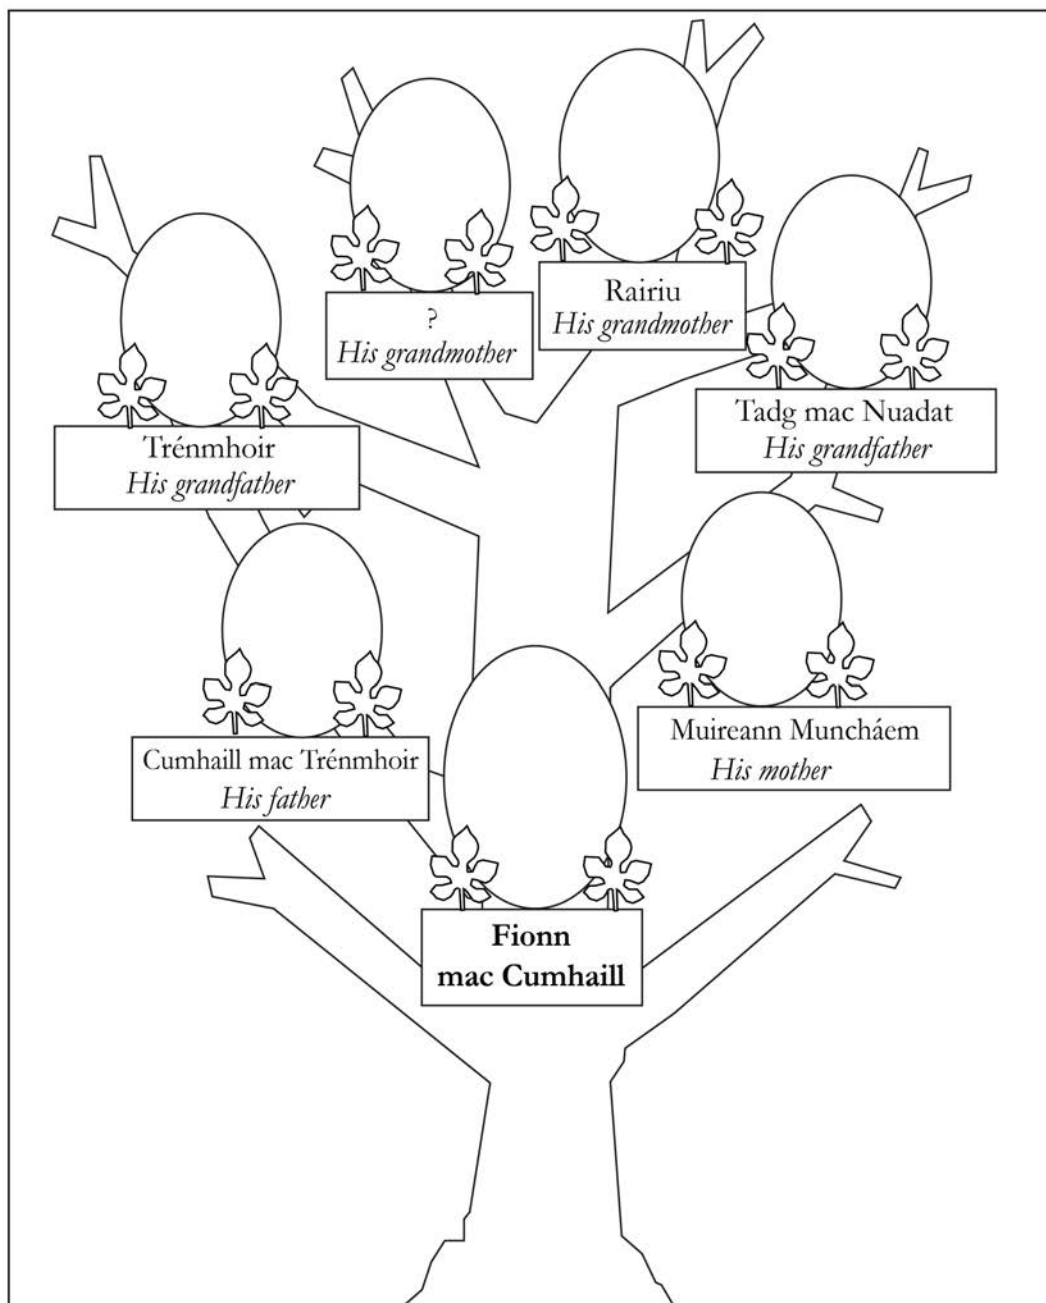 ?
His grandmother
Rairiu
His grandmother
Trénmhoir
His grandfather
Tadg mac Nuadat
His grandfather
Cumhaill mac Trénmhoir
His father
Muireann Muncháem
His mother
Fionn
mac Cumhaill